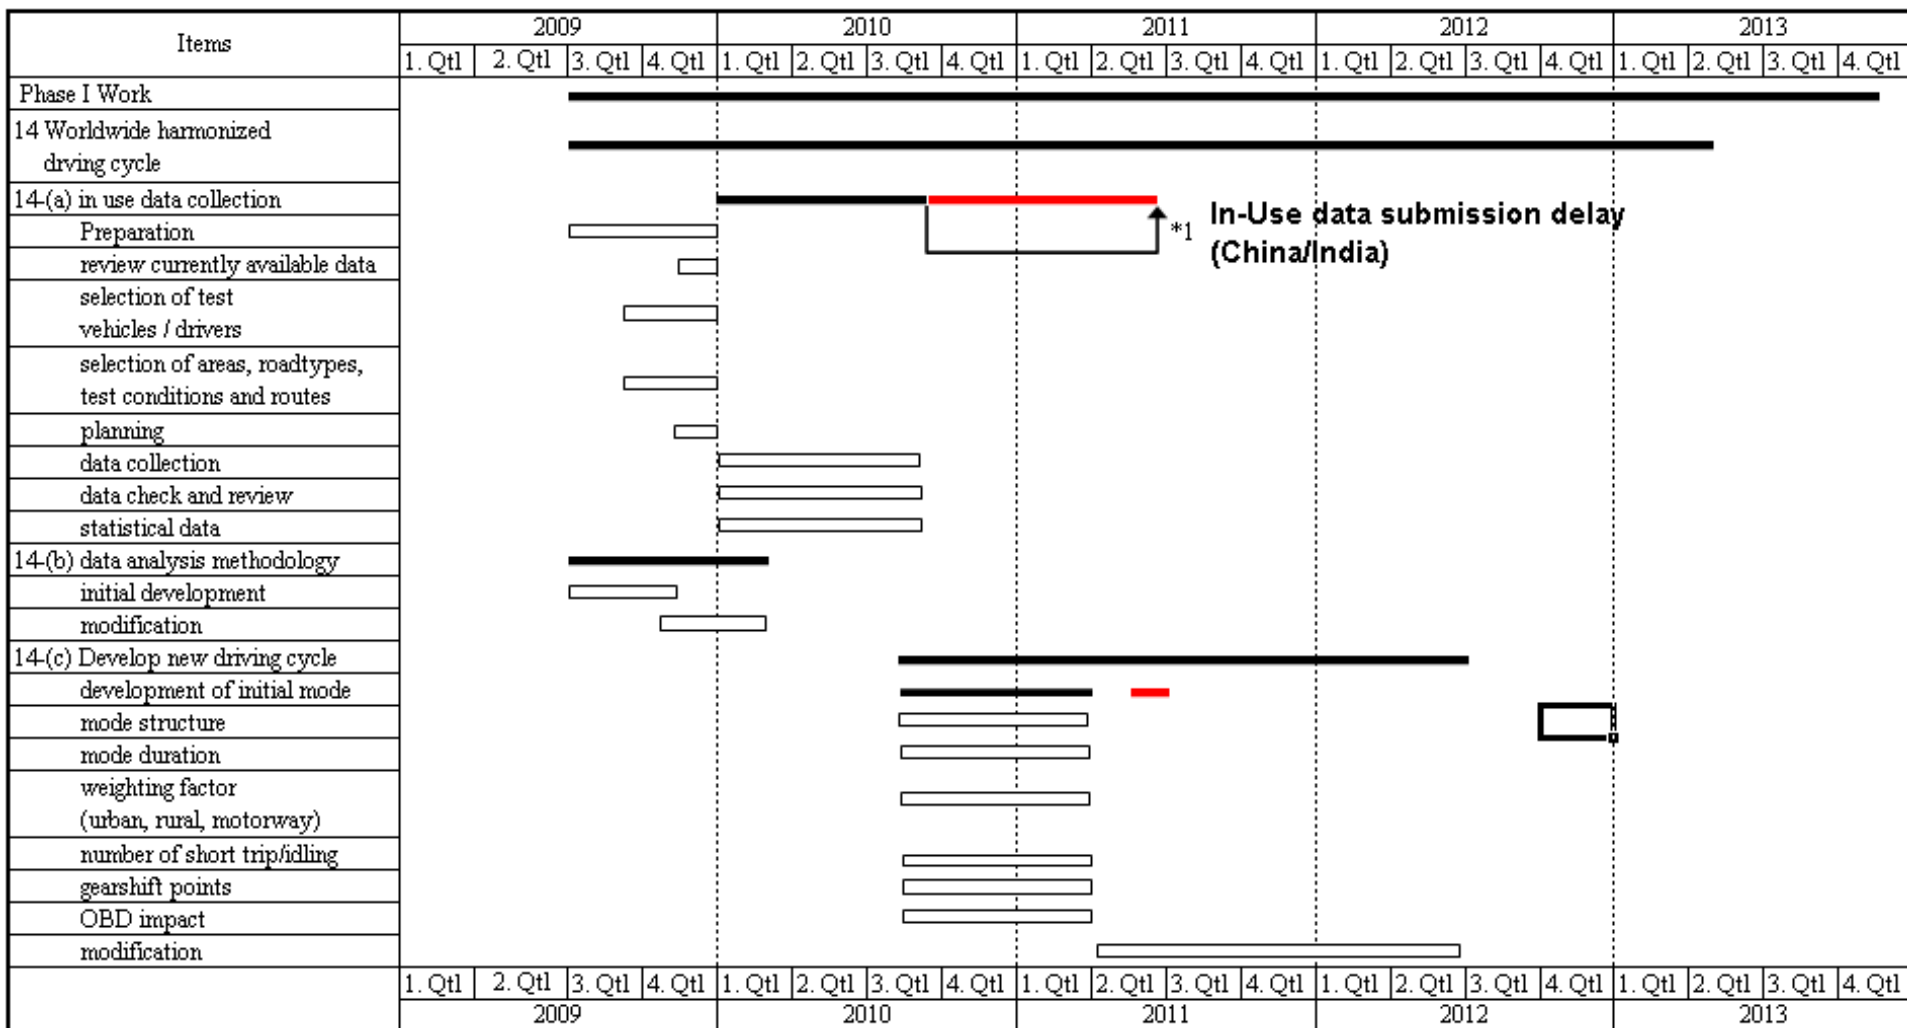 Items
2009 2010 2011 2012 2013
1. Qtl 2. Qtl 3. Qtl 4. Qtl 1. Qtl 2. Qtl 3. Qtl 4. Qtl 1. Qtl 2. Qtl 3. Qtl 4. Qtl 1. Qtl 2. Qtl 3. Qtl 4. Qtl 1. Qtl 2. Qtl 3. Qtl 4. Qtl
Phase I Work
14 Worldwide harmonized
drving cycle
14-(a) in use data collection
*1 In-Use data submission delay
(China/India)
Preparation
review currently available data
selection of test
vehicles / drivers
selection of areas, roadtypes,
test conditions and routes
planning
data collection
data check and review
statistical data
14-(b) data analysis methodology
initial development
modification
14-(c) Develop new driving cycle
development of initial mode
mode structure
mode duration
weighting factor
(urban, rural, motorway)
number of short trip/idling
gearshift points
OBD impact
modification
1. Qtl 2. Qtl 3. Qtl 4. Qtl 1. Qtl 2. Qtl 3. Qtl 4. Qtl 1. Qtl 2. Qtl 3. Qtl 4. Qtl 1. Qtl 2. Qtl 3. Qtl 4. Qtl 1. Qtl 2. Qtl 3. Qtl 4. Qtl
2009 2010 2011 2012 2013